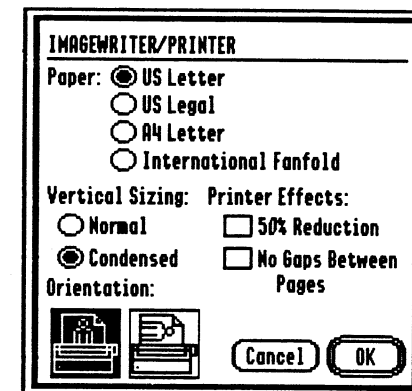 IMAGEWRITER/PRINTER
Paper: US Letter
US Legal
A4 Letter
International Fanfold
Vertical Sizing: Printer Effects:
Normal 50% Reduction
Condensed No Gaps Between
Orientation: Pages
Cancel OK